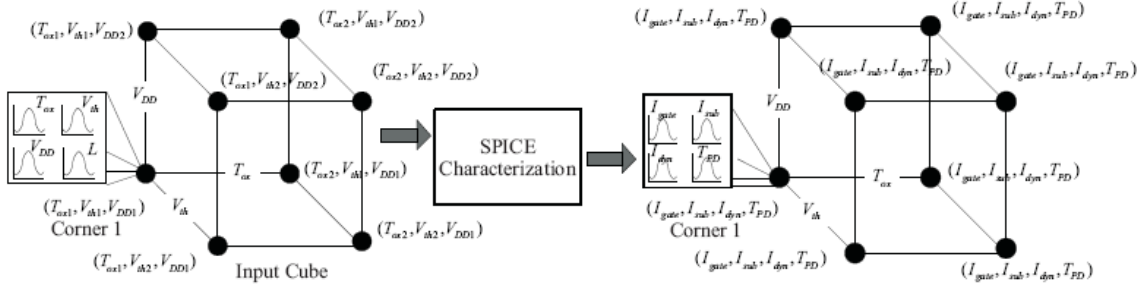 (T_ox1, V_th1, V_DD2)
(T_ox2, V_th1, V_DD2)
(T_ox1, V_th2, V_DD2)
(T_ox2, V_th2, V_DD2)
V_DD
T_ox
V_th
V_DD
L
T_ox
(T_ox2, V_th1, V_DD1)
(T_ox1, V_th1, V_DD1)
V_th
Corner 1
(T_ox2, V_th2, V_DD1)
(T_ox1, V_th2, V_DD1)
Input Cube
SPICE
Characterization
(I_gate, I_sub, I_dyn, T_PD)
(I_gate, I_sub, I_dyn, T_PD)
(I_gate, I_sub, I_dyn, T_PD)
(I_gate, I_sub, I_dyn, T_PD)
V_DD
I_gate
I_sub
I_dyn
T_PD
T_ox
(I_gate, I_sub, I_dyn, T_PD)
(I_gate, I_sub, I_dyn, T_PD)
V_th
Corner 1
(I_gate, I_sub, I_dyn, T_PD)
(I_gate, I_sub, I_dyn, T_PD)